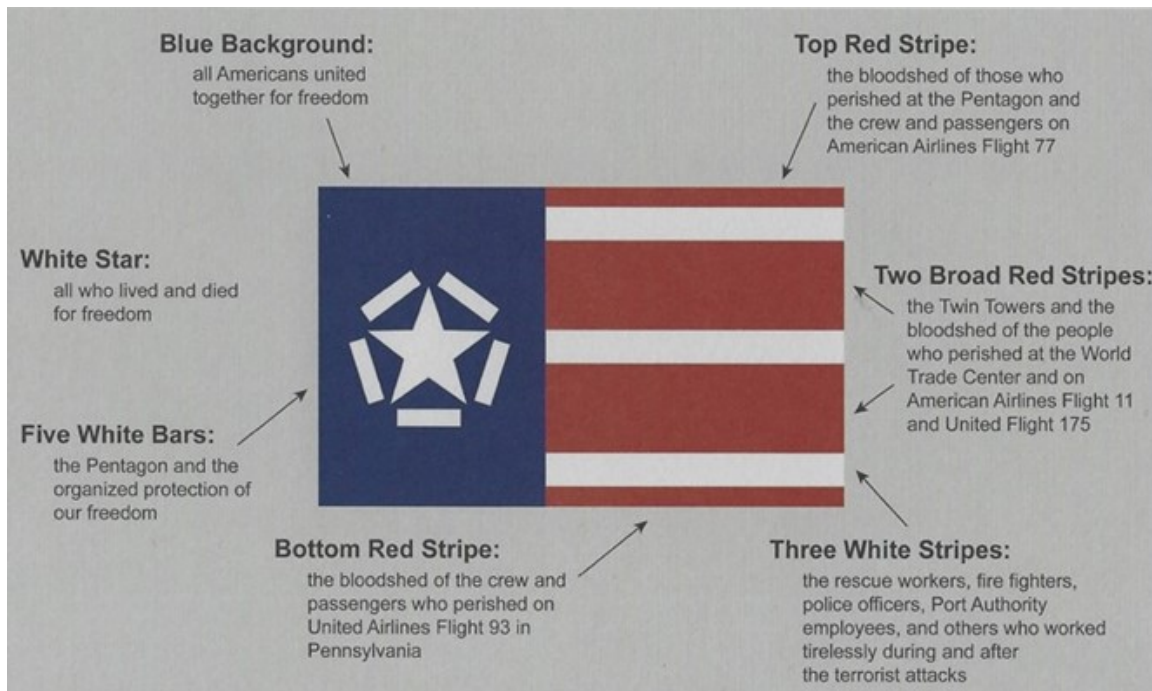 Blue Background:
all Americans united
together for freedom
Top Red Stripe:
the bloodshed of those who
perished at the Pentagon and
the crew and passengers on
American Airlines Flight 77
White Star:
all who lived and died
for freedom
Two Broad Red Stripes:
the Twin Towers and the
bloodshed of the people
who perished at the World
Trade Center and on
American Airlines Flight 11
and United Flight 175
Five White Bars:
the Pentagon and the
organized protection of
our freedom
Bottom Red Stripe:
the bloodshed of the crew and
passengers who perished on
United Airlines Flight 93 in
Pennsylvania
Three White Stripes:
the rescue workers, fire fighters,
police officers, Port Authority
employees, and others who worked
tirelessly during and after
the terrorist attacks